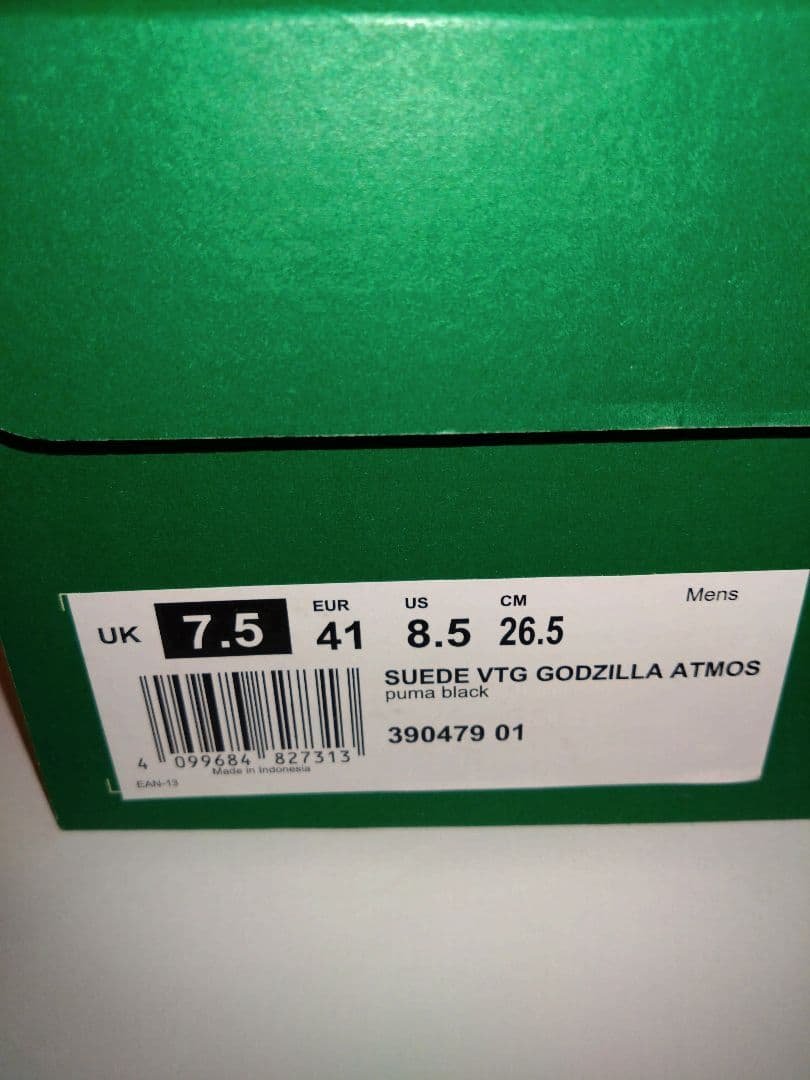 EUR US CM Mens
UK 7.5 41 8.5 26.5
SUEDE VTG GODZILLA ATMOS
puma black
390479 01
4 099684 827313
Made in Indonesia
EAN-13